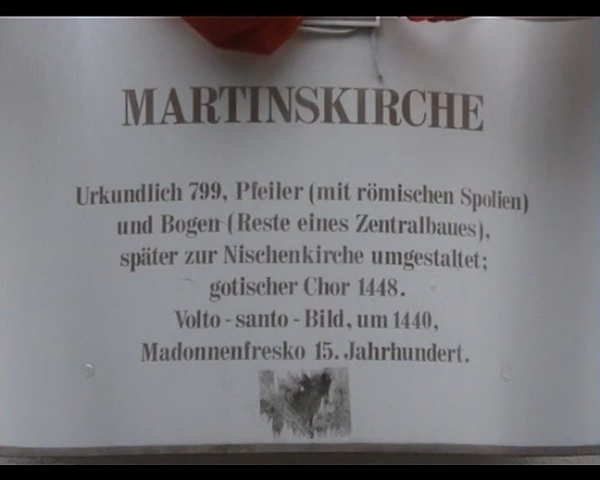 MARTINSKIRCHE
Urkundlich 799, Pfeiler (mit römischen Spolien)
und Bogen (Reste eines Zentralbaues),
später zur Nischenkirche umgestaltet;
gotischer Chor 1448.
Volto - santo - Bild, um 1440,
Madonnenfresko 15. Jahrhundert.